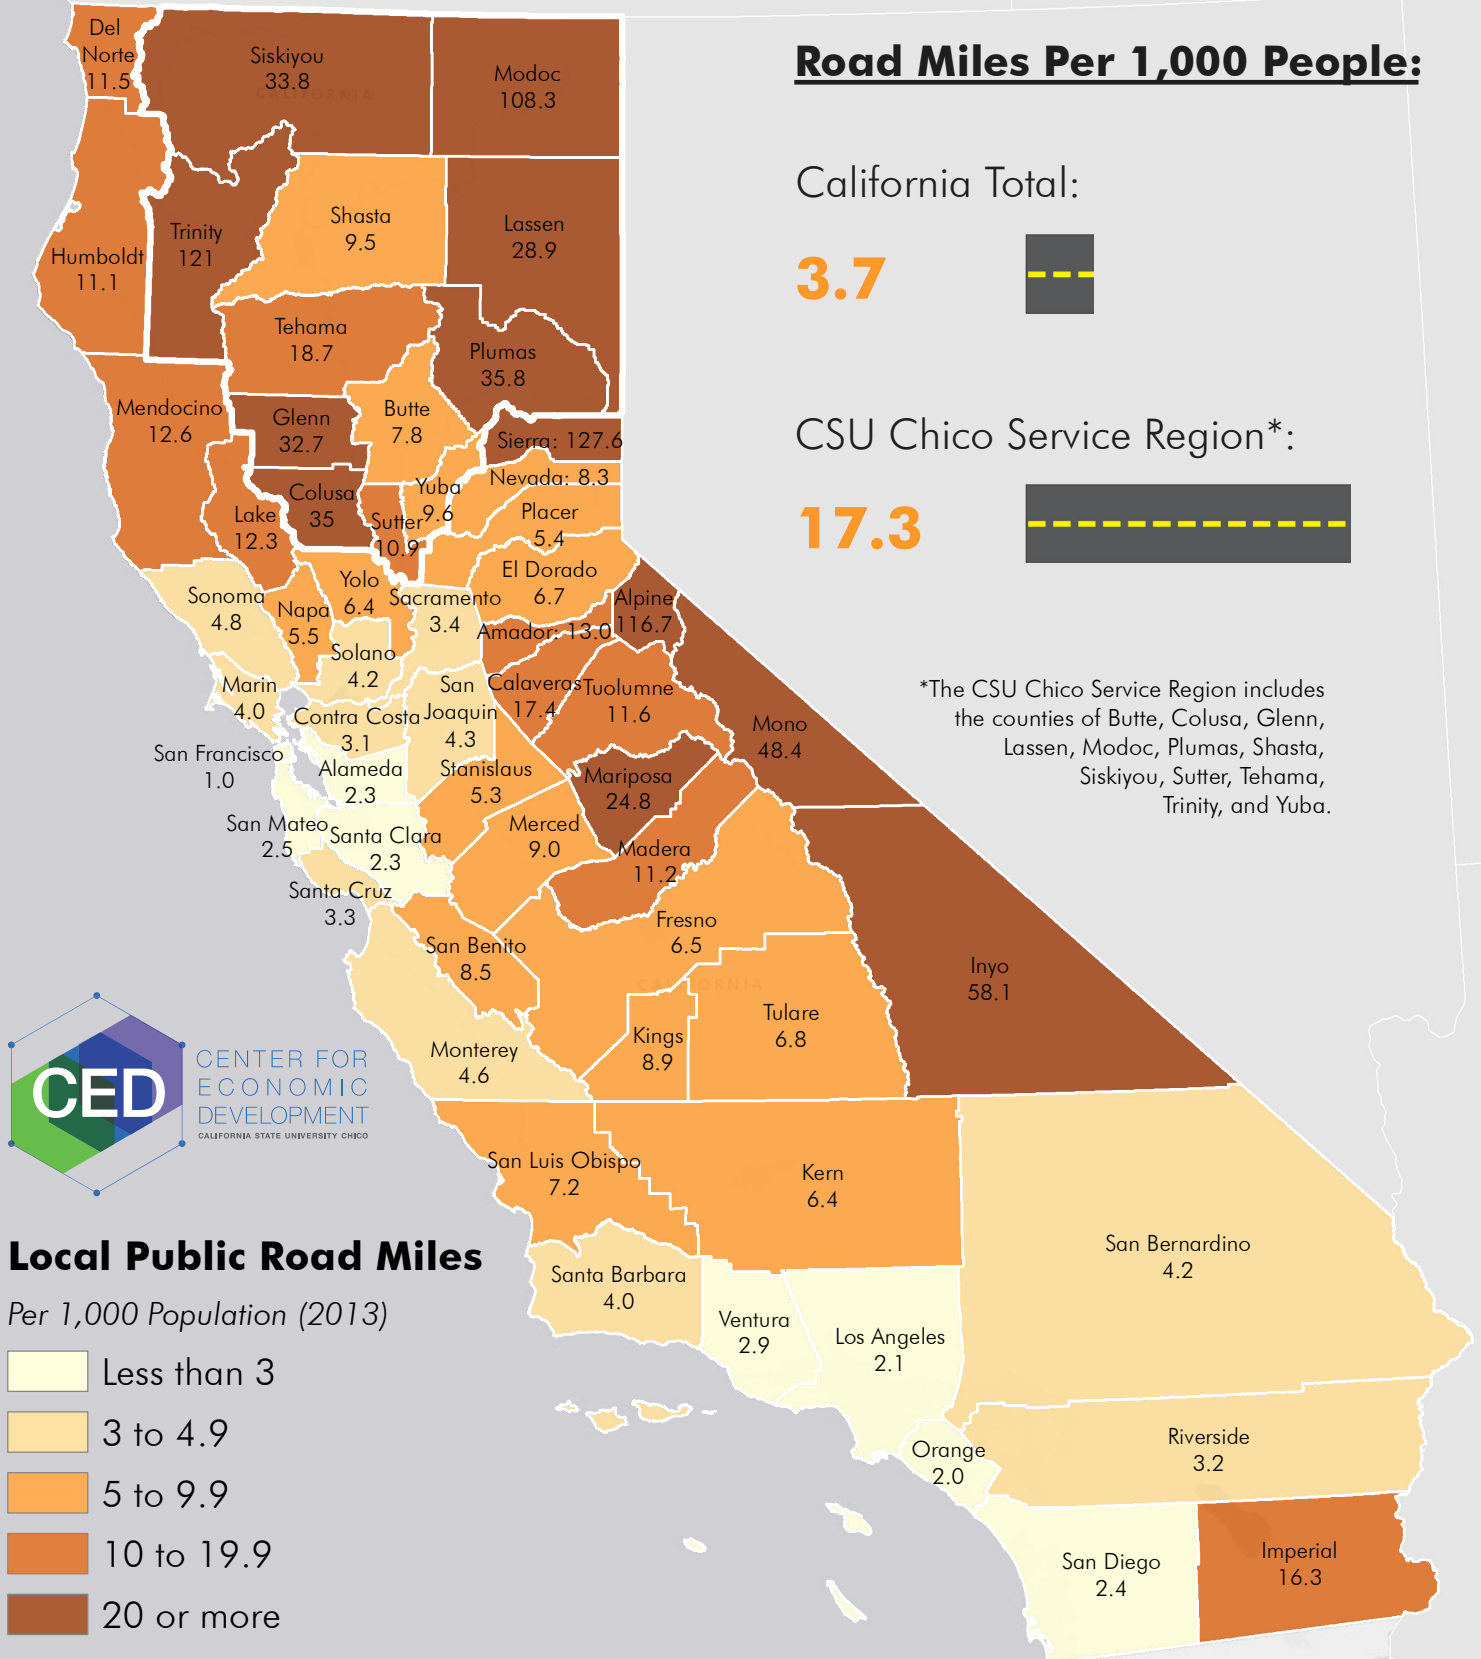 Del
Norte
11.5
Siskiyou
33.8
CALIFORNIA
Modoc
108.3
Road Miles Per 1,000 People:
California Total:
3.7
CSU Chico Service Region*:
17.3
*The CSU Chico Service Region includes
the counties of Butte, Colusa, Glenn,
Lassen, Modoc, Plumas, Shasta,
Siskiyou, Sutter, Tehama,
Trinity, and Yuba.
Humboldt
11.1
Trinity
121
Shasta
9.5
Lassen
28.9
Tehama
18.7
Plumas
35.8
Mendocino
12.6
Glenn
32.7
Butte
7.8
Sierra: 127.6
Nevada: 8.3
Colusa
35
Yuba
9.6
Lake
12.3
Sutter
10.9
Placer
5.4
El Dorado
6.7
Sonoma
4.8
Napa
5.5
Yolo
6.4
Sacramento
3.4
Alpine
116.7
Amador: 13.0
Solano
4.2
Marin
4.0
Contra Costa
3.1
San
Joaquin
4.3
Calaveras
17.4
Tuolumne
11.6
Mono
48.4
San Francisco
1.0
Alameda
2.3
Stanislaus
5.3
Mariposa
24.8
San Mateo
2.5
Santa Clara
2.3
Merced
9.0
Madera
11.2
Santa Cruz
3.3
San Benito
8.5
Fresno
6.5
CALIFORNIA
Inyo
58.1
Monterey
4.6
Kings
8.9
Tulare
6.8
CED
CENTER FOR
ECONOMIC
DEVELOPMENT
CALIFORNIA STATE UNIVERSITY CHICO
San Luis Obispo
7.2
Kern
6.4
San Bernardino
4.2
Santa Barbara
4.0
Ventura
2.9
Los Angeles
2.1
Orange
2.0
Riverside
3.2
San Diego
2.4
Imperial
16.3
Local Public Road Miles
Per 1,000 Population (2013)
Less than 3
3 to 4.9
5 to 9.9
10 to 19.9
20 or more